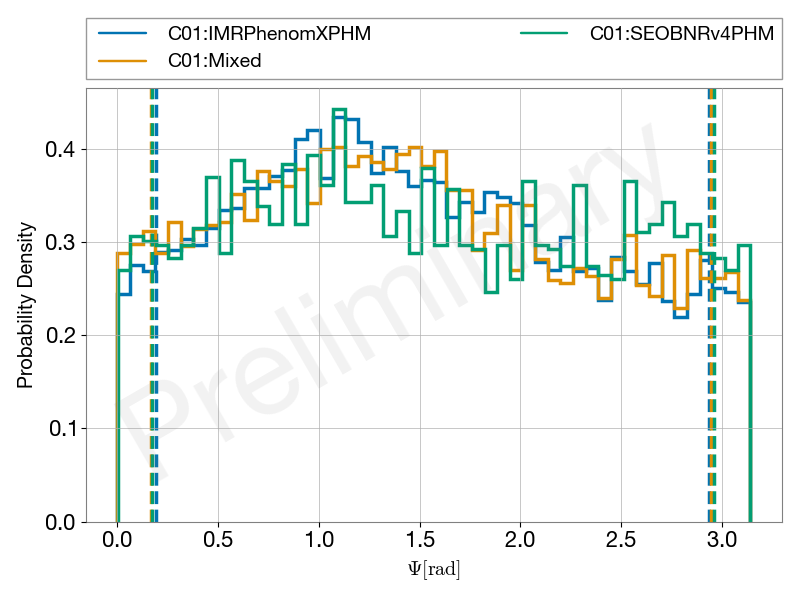 C01:IMRPhenomXPHM
C01:Mixed
C01:SEOBNRv4PHM
Preliminary
Probability Density
0.4
0.3
0.2
0.1
0.0
0.0 0.5 1.0 1.5 2.0 2.5 3.0
Ψ[rad]